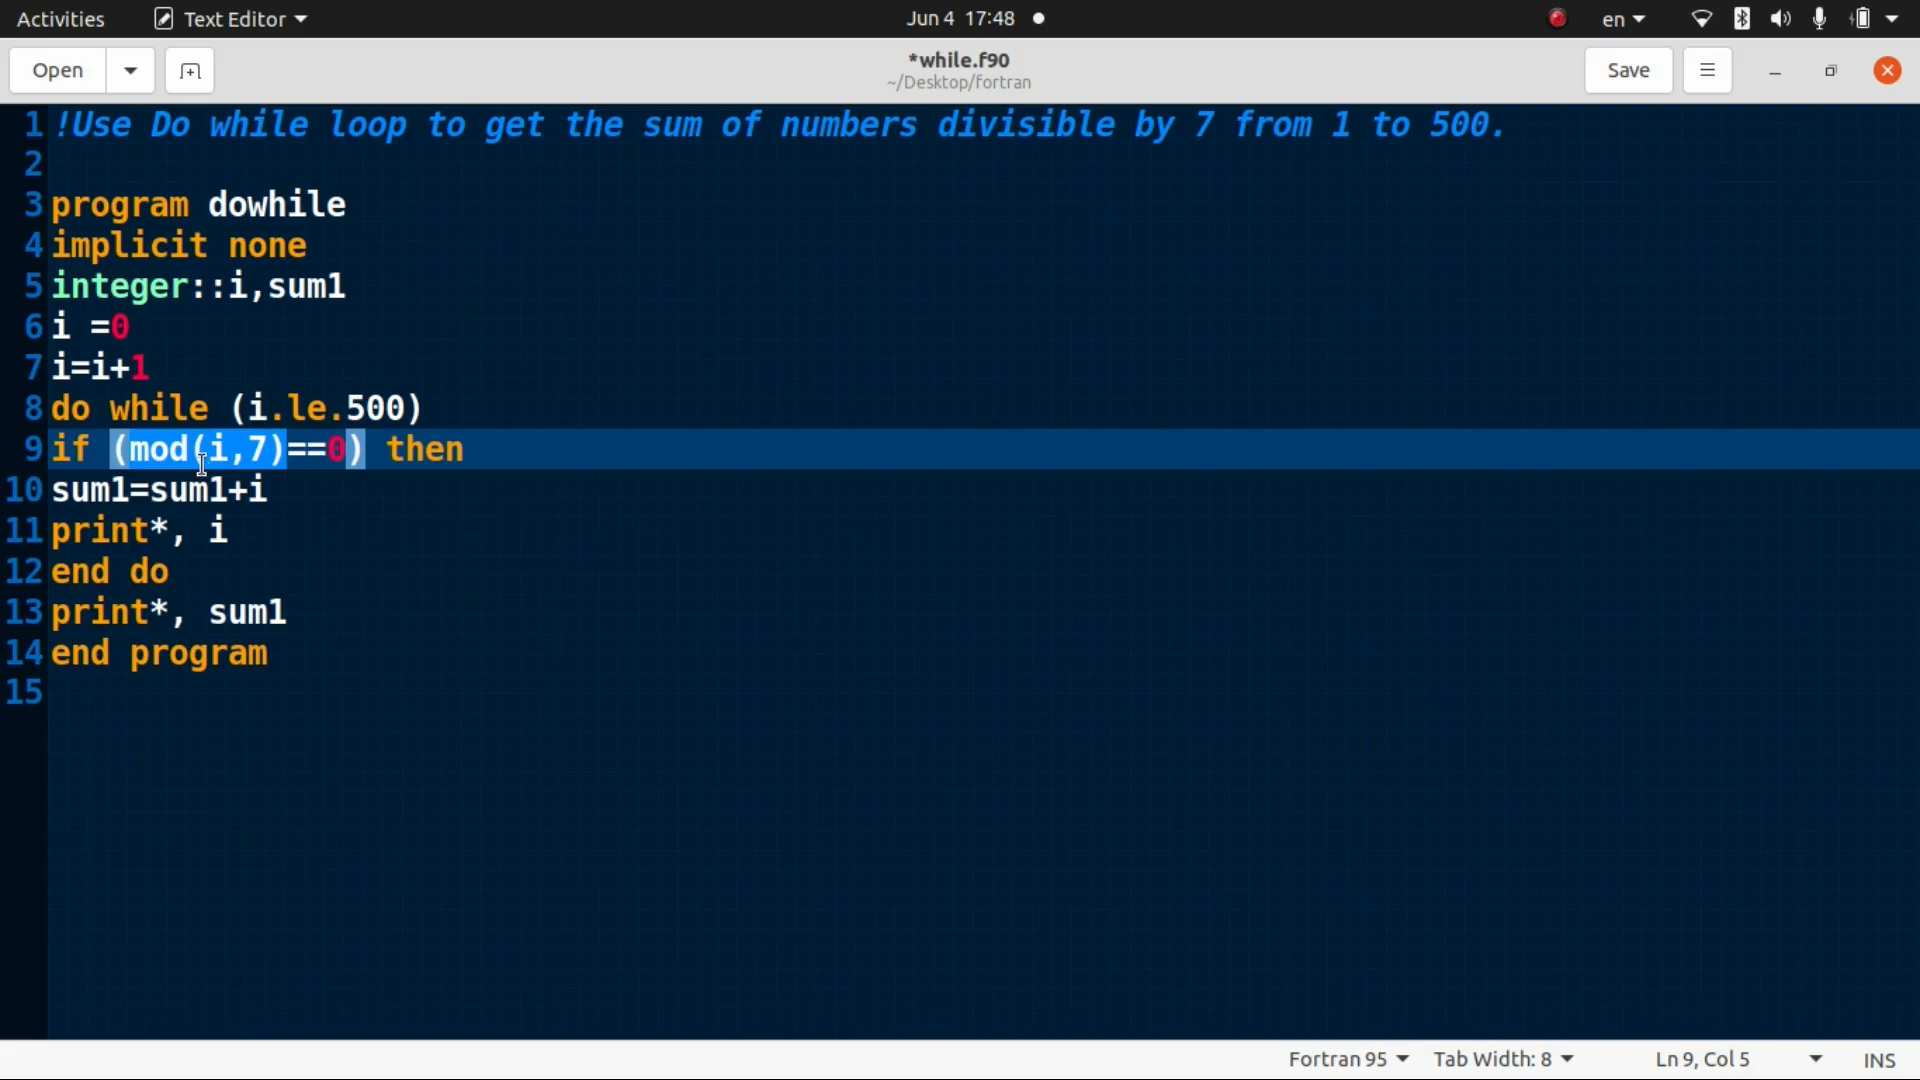 Activities Text Editor Jun 4 17:48 en
Open *while.f90 Save
~/Desktop/fortran
1 !Use Do while loop to get the sum of numbers divisible by 7 from 1 to 500.
2
3 program dowhile
4 implicit none
5 integer::i,sum1
6 i =0
7 i=i+1
8 do while (i.le.500)
9 if (mod(i,7)==0) then
10 sum1=sum1+i
11 print*, i
12 end do
13 print*, sum1
14 end program
15
Fortran 95 Tab Width: 8 Ln 9, Col 5 INS